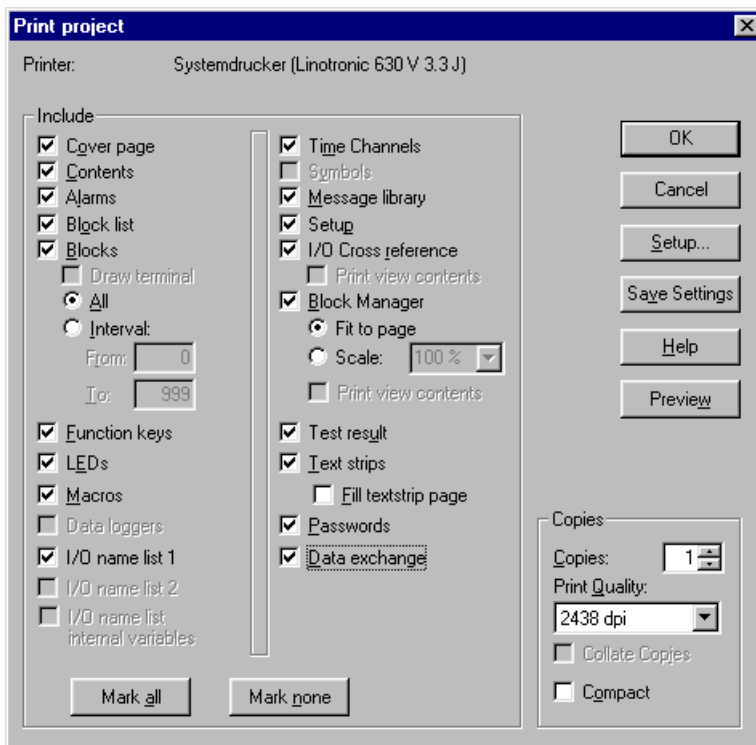 Print project
Printer: Systemdrucker (Linotronic 630 V 3.3 J)
Include
Cover page
Contents
Alarms
Block list
Blocks
Draw terminal
All
Interval:
From: 0
To: 999
Function keys
LEDs
Macros
Data loggers
I/O name list 1
I/O name list 2
I/O name list
internal variables
Time Channels
Symbols
Message library
Setup
I/O Cross reference
Print view contents
Block Manager
Fit to page
Scale: 100 %
Print view contents
Test result
Text strips
Fill textstrip page
Passwords
Data exchange
Mark all
Mark none
OK
Cancel
Setup...
Save Settings
Help
Preview
Copies
Copies: 1
Print Quality:
2438 dpi
Collate Copies
Compact